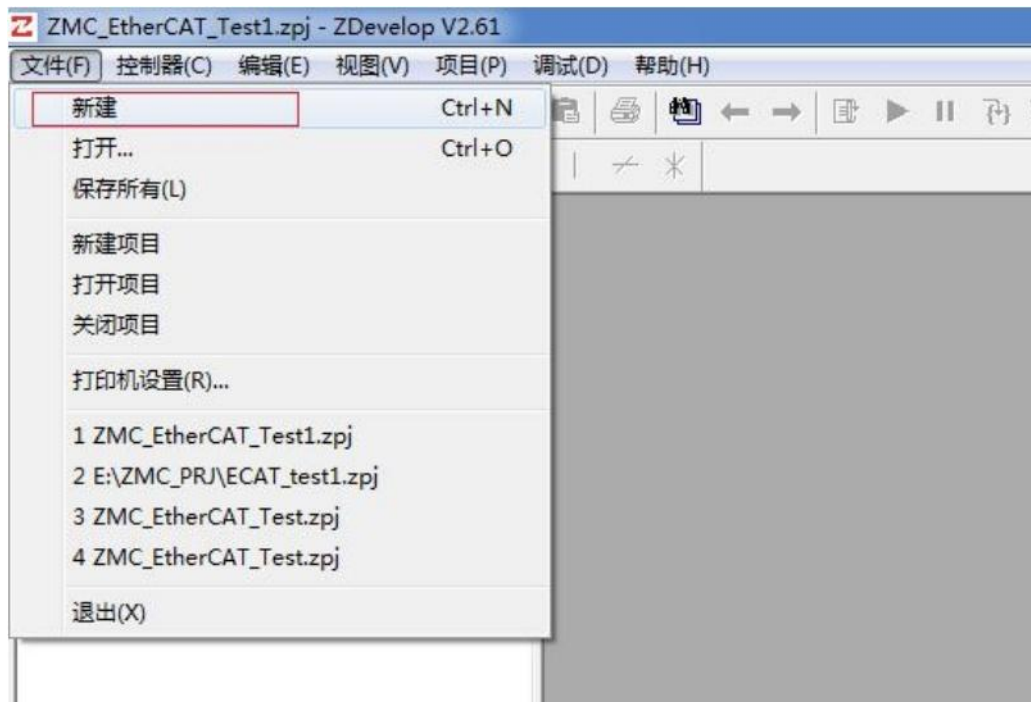 ZMC_EtherCAT_Test1.zpj - ZDevelop V2.61
文件(F) 控制器(C) 编辑(E) 视图(V) 项目(P) 调试(D) 帮助(H)
新建 Ctrl+N
打开... Ctrl+O
保存所有(L)
新建项目
打开项目
关闭项目
打印机设置(R)...
1 ZMC_EtherCAT_Test1.zpj
2 E:\ZMC_PRJ\ECAT_test1.zpj
3 ZMC_EtherCAT_Test.zpj
4 ZMC_EtherCAT_Test.zpj
退出(X)